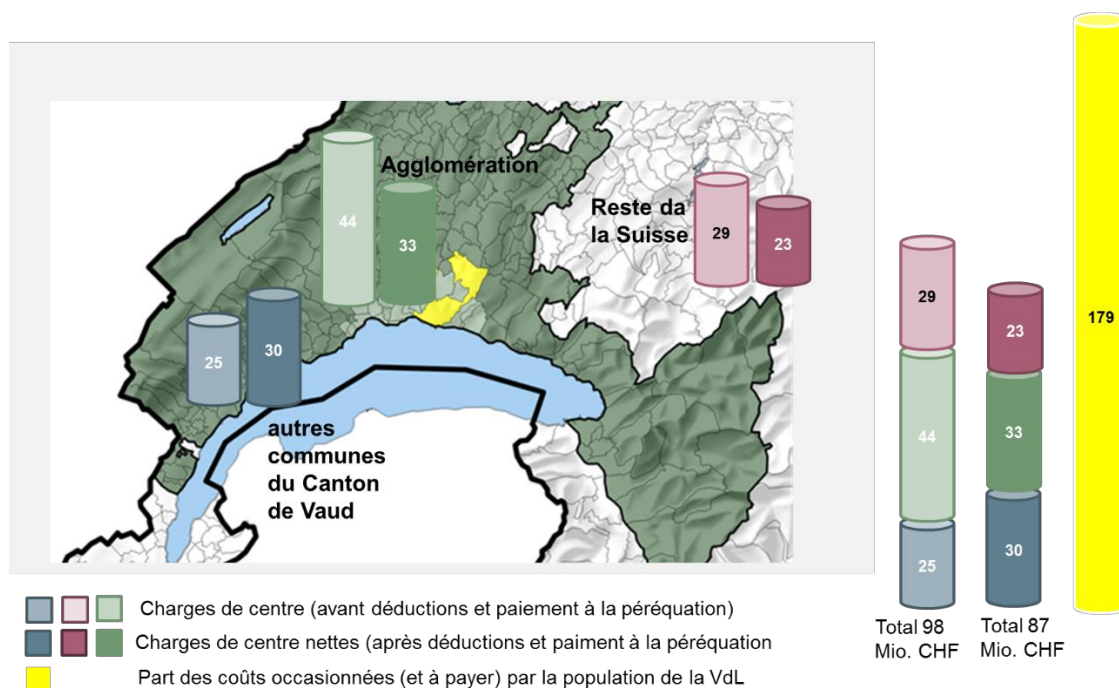 179
Agglomération
44
33
Reste da
la Suisse
29
23
25
30
autres
communes
du Canton
de Vaud
29
44
25
23
33
30
Total 98
Mio. CHF
Total 87
Mio. CHF
Charges de centre (avant déductions et paiement à la péréquation)
Charges de centre nettes (après déductions et paiment à la péréquation
Part des coûts occasionnées (et à payer) par la population de la VdL